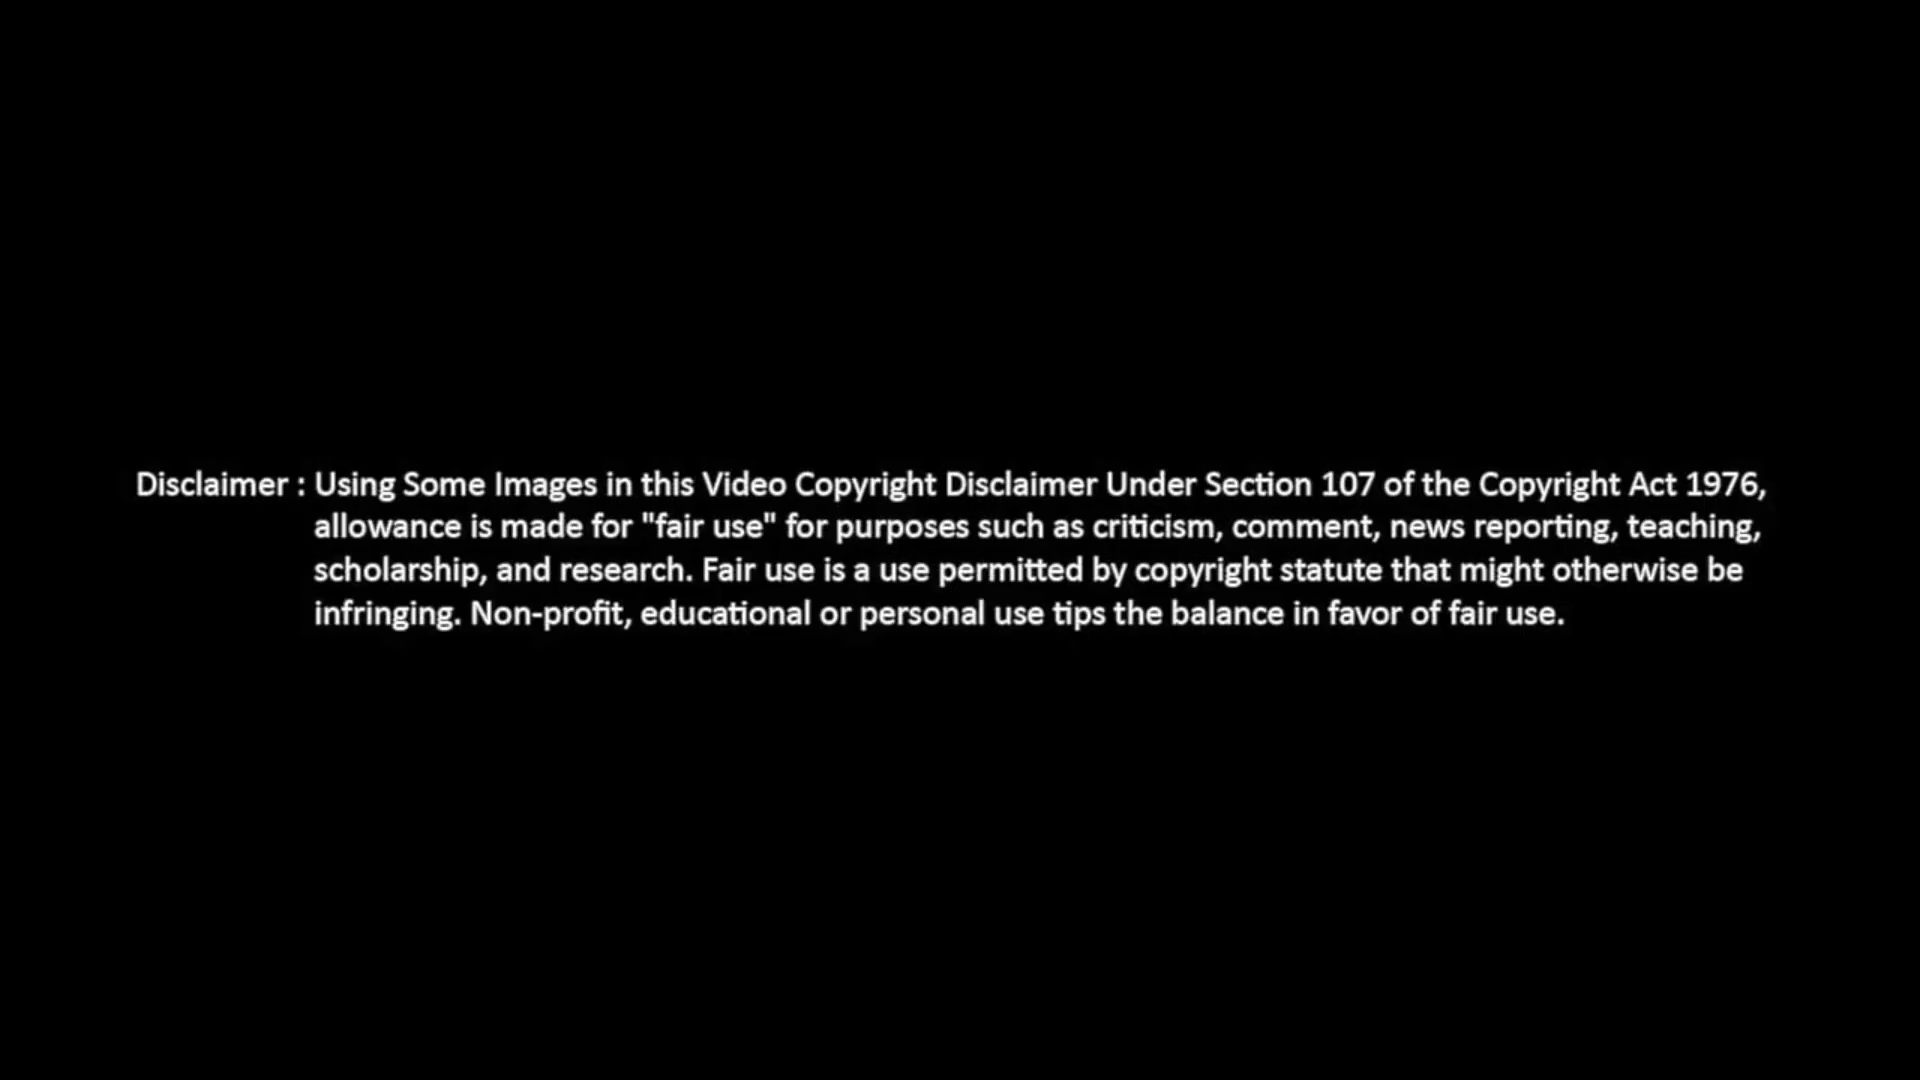 Disclaimer : Using Some Images in this Video Copyright Disclaimer Under Section 107 of the Copyright Act 1976,
allowance is made for "fair use" for purposes such as criticism, comment, news reporting, teaching,
scholarship, and research. Fair use is a use permitted by copyright statute that might otherwise be
infringing. Non-profit, educational or personal use tips the balance in favor of fair use.